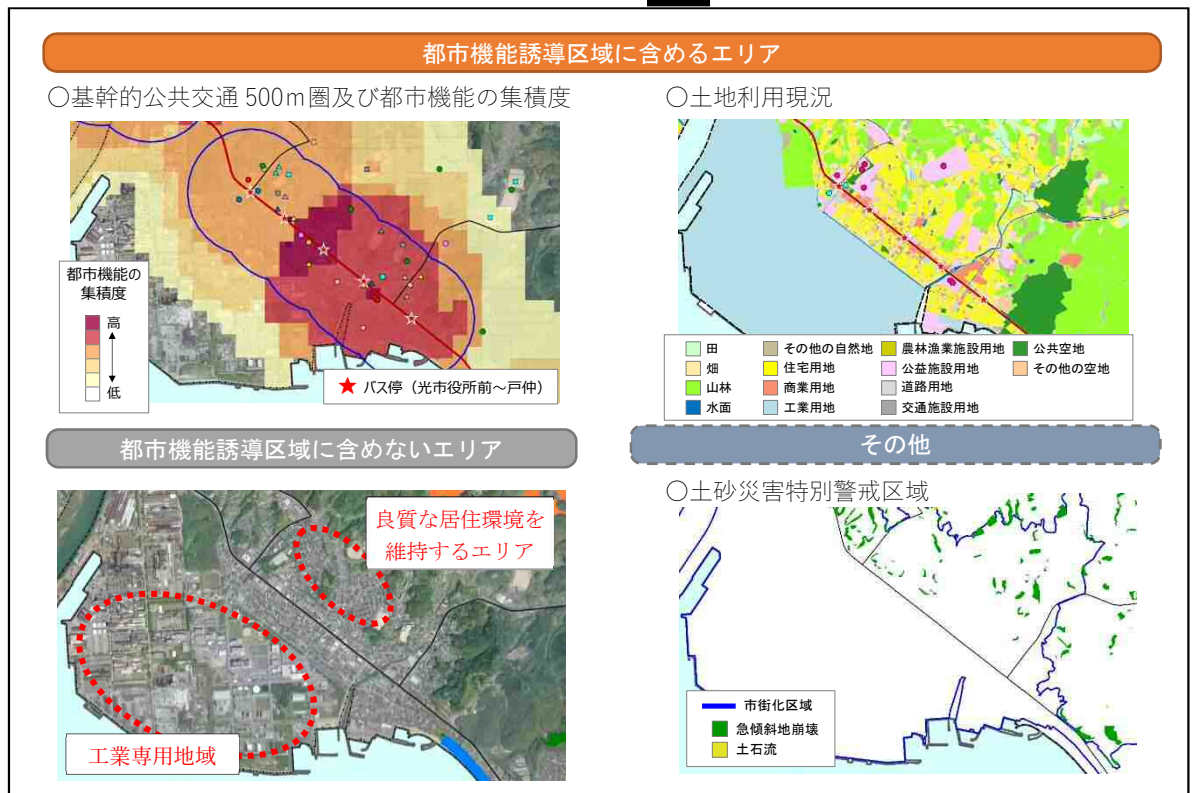 都市機能誘導区域に含めるエリア
○基幹的公共交通 500m圏及び都市機能の集積度
都市機能の
集積度
高
低
★ バス停（光市役所前～戸仲）
○土地利用現況
田
その他の自然地
農林漁業施設用地
公共空地
畑
住宅用地
公益施設用地
その他の空地
山林
商業用地
道路用地
水面
工業用地
交通施設用地
都市機能誘導区域に含めないエリア
良質な居住環境を
維持するエリア
工業専用地域
その他
○土砂災害特別警戒区域
市街化区域
急傾斜地崩壊
土石流